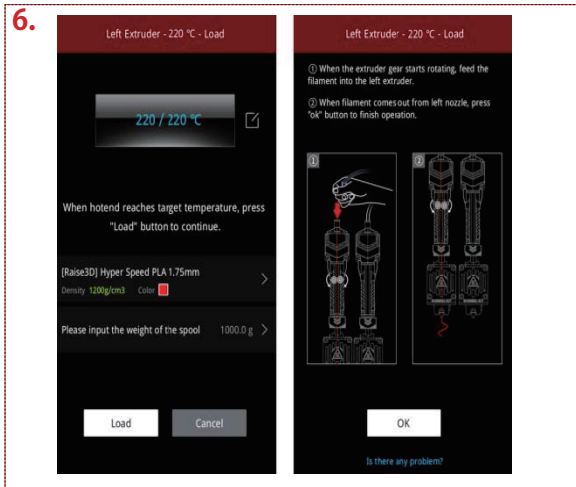 6.
Left Extruder - 220 ℃ - Load
220 / 220 ℃
When hotend reaches target temperature, press
"Load" button to continue.
[Raise3D] Hyper Speed PLA 1.75mm
Density 1200g/cm3 Color
Please input the weight of the spool 1000.0 g >
Load Cancel
Left Extruder - 220 ℃ - Load
① When the extruder gear starts rotating, feed the
filament into the left extruder.
② When filament comes out from left nozzle, press
"ok" button to finish operation.
① ②
OK
Is there any problem?